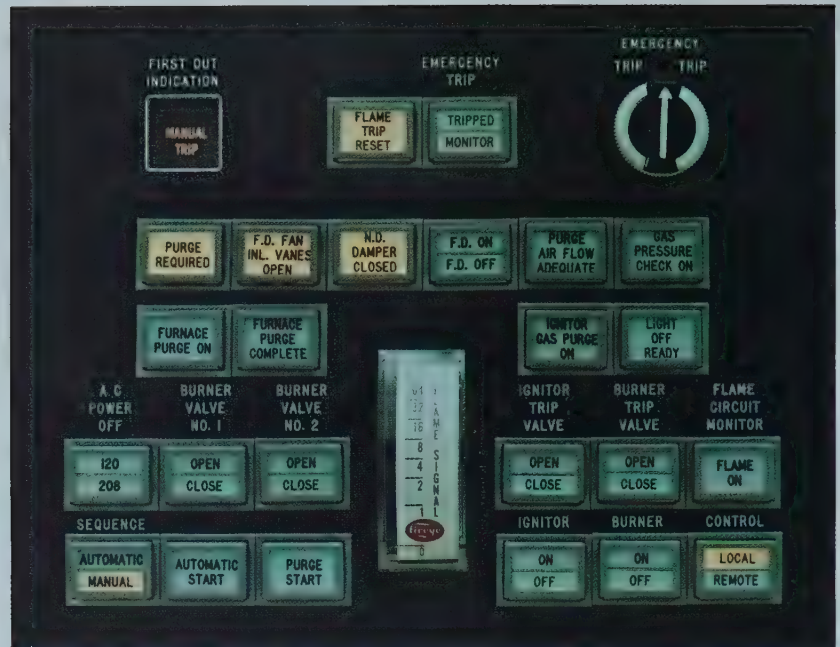 FIRST OUT
INDICATION
MANUAL
TRIP
EMERGENCY
TRIP
FLAME
TRIP
RESET
TRIPPED
MONITOR
EMERGENCY
TRIP TRIP
PURGE
REQUIRED
F.D. FAN
INL. VANES
OPEN
N.D.
DAMPER
CLOSED
F.D. ON
F.D. OFF
PURGE
AIR FLOW
ADEQUATE
GAS
PRESSURE
CHECK ON
FURNACE
PURGE ON
FURNACE
PURGE
COMPLETE
IGNITOR
GAS PURGE
ON
LIGHT
OFF
READY
A.C.
POWER
OFF
120
208
BURNER
VALVE
NO. 1
OPEN
CLOSE
BURNER
VALVE
NO. 2
OPEN
CLOSE
64
32
16
8
4
2
1
0
FLAME SIGNAL
fireye
IGNITOR
TRIP
VALVE
OPEN
CLOSE
BURNER
TRIP
VALVE
OPEN
CLOSE
FLAME
CIRCUIT
MONITOR
FLAME
ON
SEQUENCE
AUTOMATIC
MANUAL
AUTOMATIC
START
PURGE
START
IGNITOR
ON
OFF
BURNER
ON
OFF
CONTROL
LOCAL
REMOTE